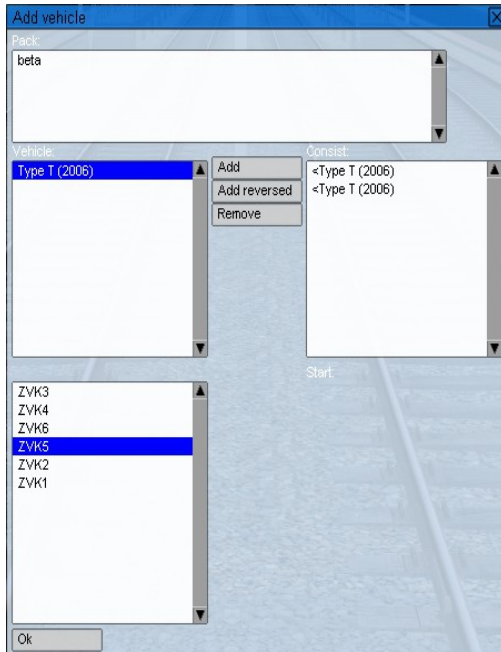 Add vehicle
Pack:
beta
Vehicle:
Type T (2006)
Add
Add reversed
Remove
Consist:
<Type T (2006)
<Type T (2006)
Start:
ZVK3
ZVK4
ZVK6
ZVK5
ZVK2
ZVK1
Ok